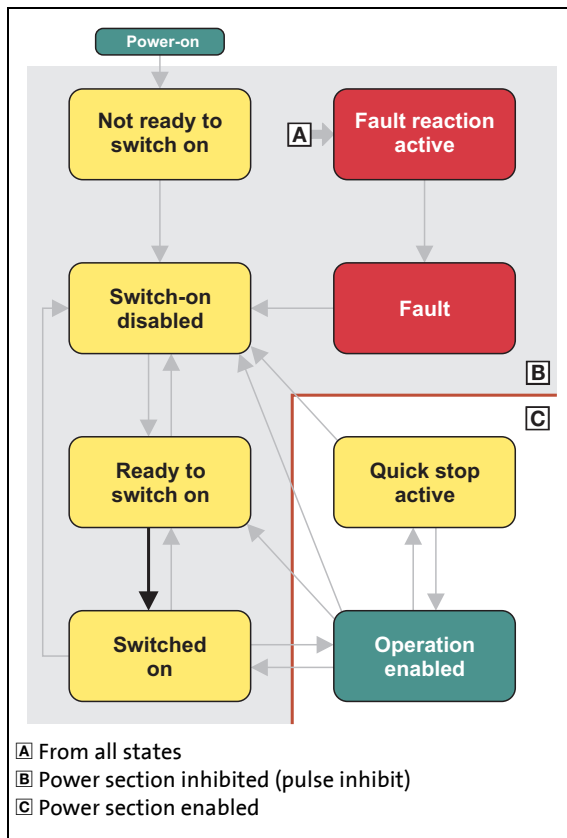 Power-on
Not ready to
switch on
Fault reaction
active
A
Switch-on
disabled
Fault
B
C
Ready to
switch on
Quick stop
active
Switched
on
Operation
enabled
A From all states
B Power section inhibited (pulse inhibit)
C Power section enabled